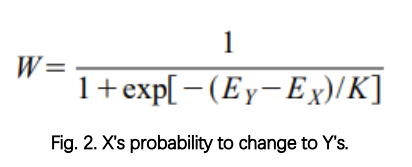 W = 1 / (1 + exp[ − (E_Y − E_X)/K ])
Fig. 2. X's probability to change to Y's.